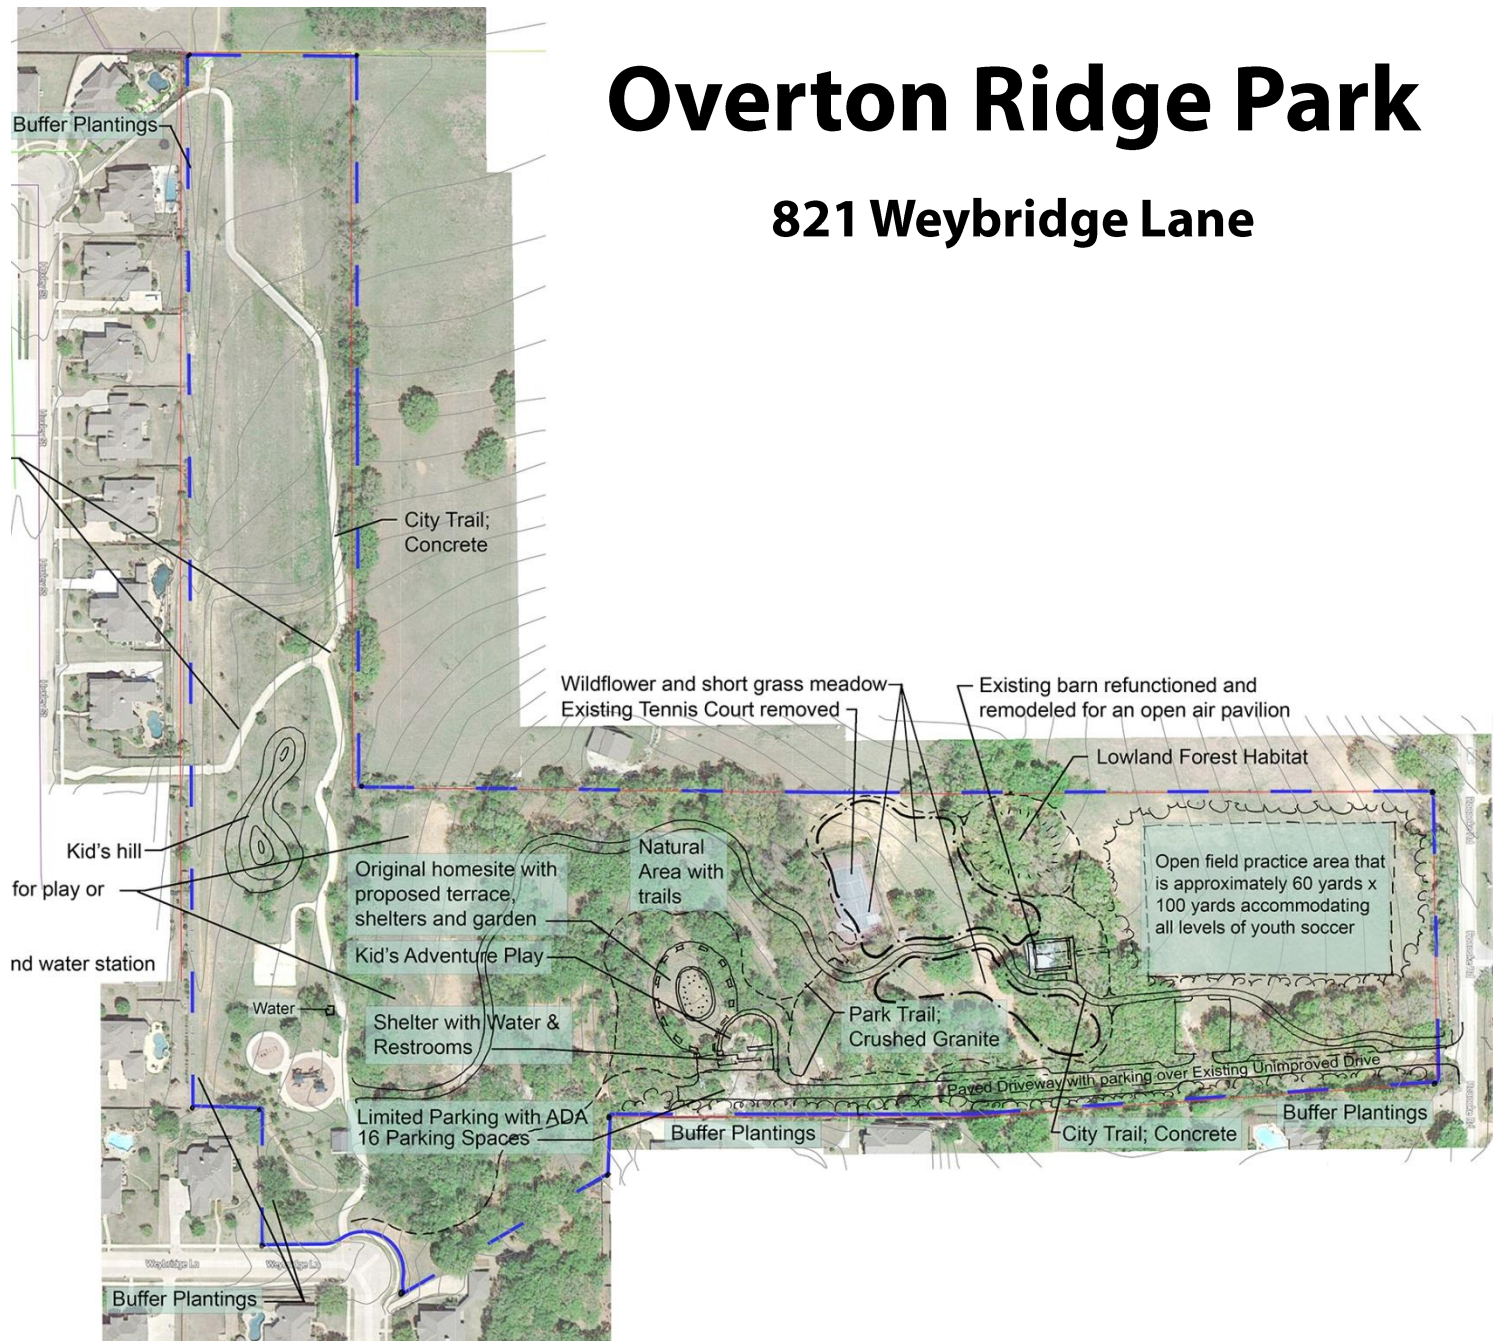 Overton Ridge Park
821 Weybridge Lane
Buffer Plantings
City Trail;
Concrete
Wildflower and short grass meadow
Existing Tennis Court removed
Existing barn refunctioned and
remodeled for an open air pavilion
Lowland Forest Habitat
Kid's hill
for play or
nd water station
Original homesite with
proposed terrace,
shelters and garden
Natural
Area with
trails
Open field practice area that
is approximately 60 yards x
100 yards accommodating
all levels of youth soccer
Kid's Adventure Play
Water
Shelter with Water &
Restrooms
Park Trail;
Crushed Granite
Paved Driveway with parking over Existing Unimproved Drive
Limited Parking with ADA
16 Parking Spaces
Buffer Plantings
City Trail; Concrete
Buffer Plantings
Weybridge Ln
Weybridge Ln
Buffer Plantings